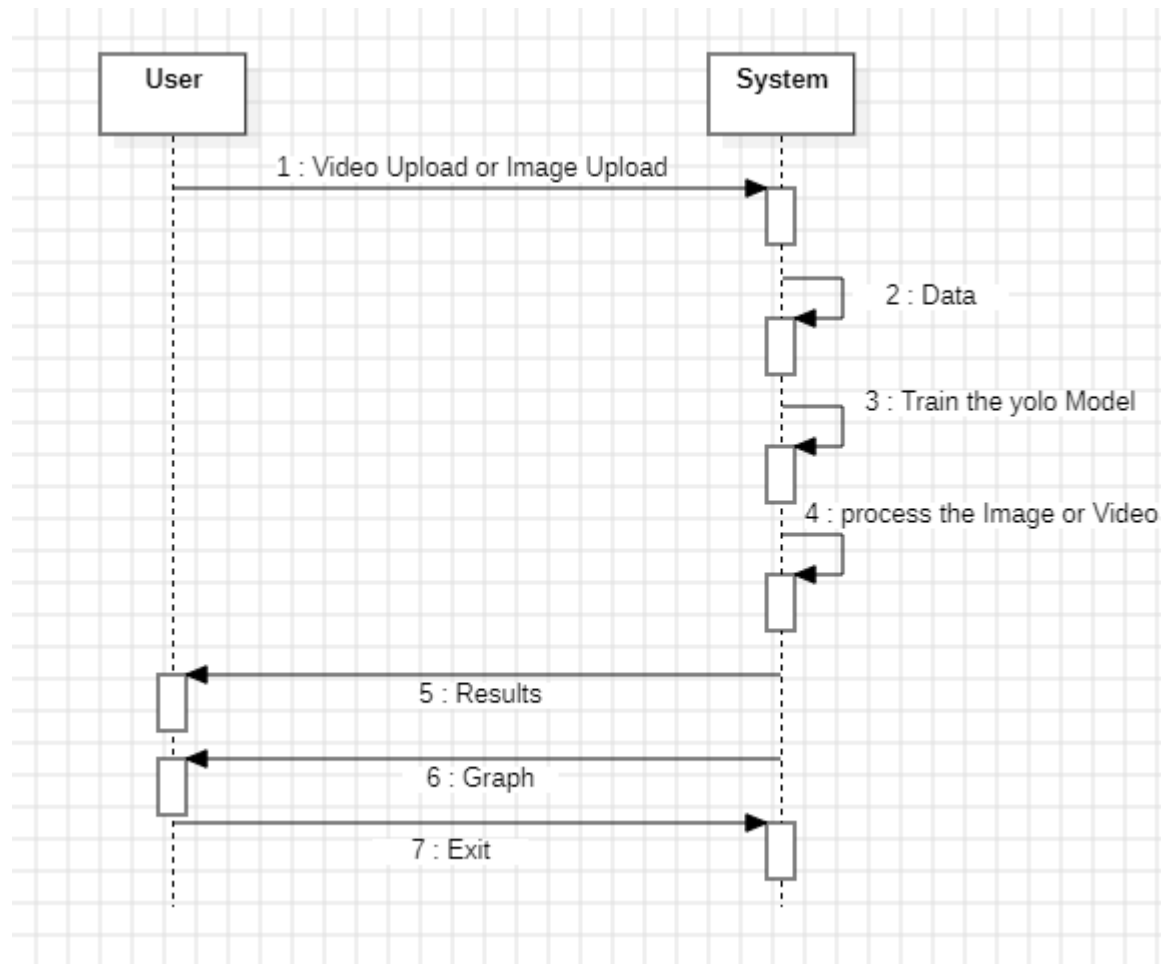 User
System
1 : Video Upload or Image Upload
2 : Data
3 : Train the yolo Model
4 : process the Image or Video
5 : Results
6 : Graph
7 : Exit